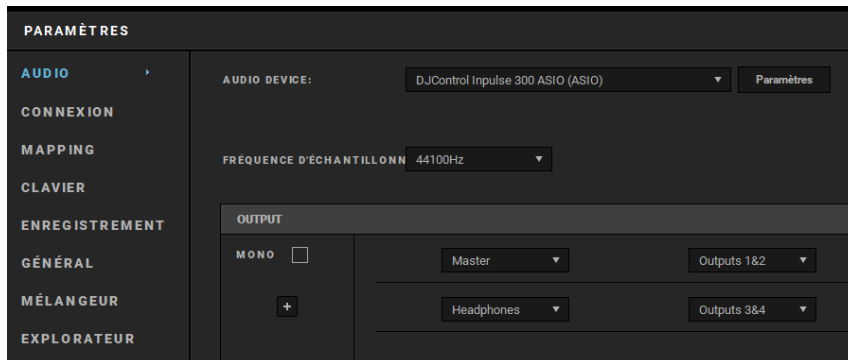 PARAMÈTRES
AUDIO
AUDIO DEVICE:
DJControl Inpulse 300 ASIO (ASIO)
Paramètres
CONNEXION
MAPPING
FRÉQUENCE D'ÉCHANTILLONN
44100Hz
CLAVIER
ENREGISTREMENT
OUTPUT
GÉNÉRAL
MONO
Master
Outputs 1&2
MÉLANGEUR
+
Headphones
Outputs 3&4
EXPLORATEUR